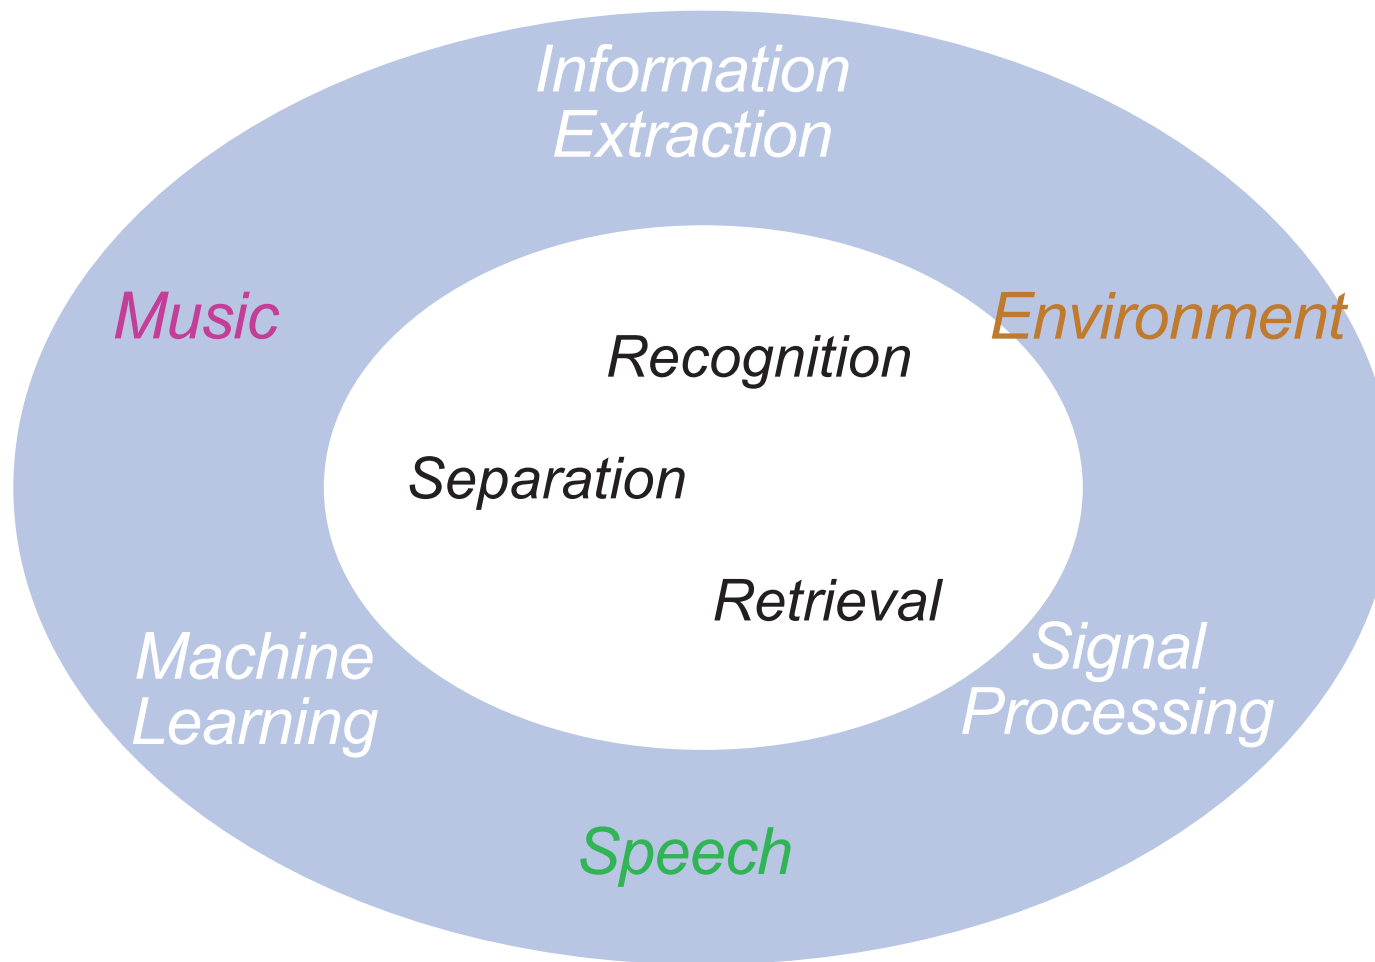 Information
Extraction
Music
Environment
Recognition
Separation
Retrieval
Machine
Learning
Signal
Processing
Speech